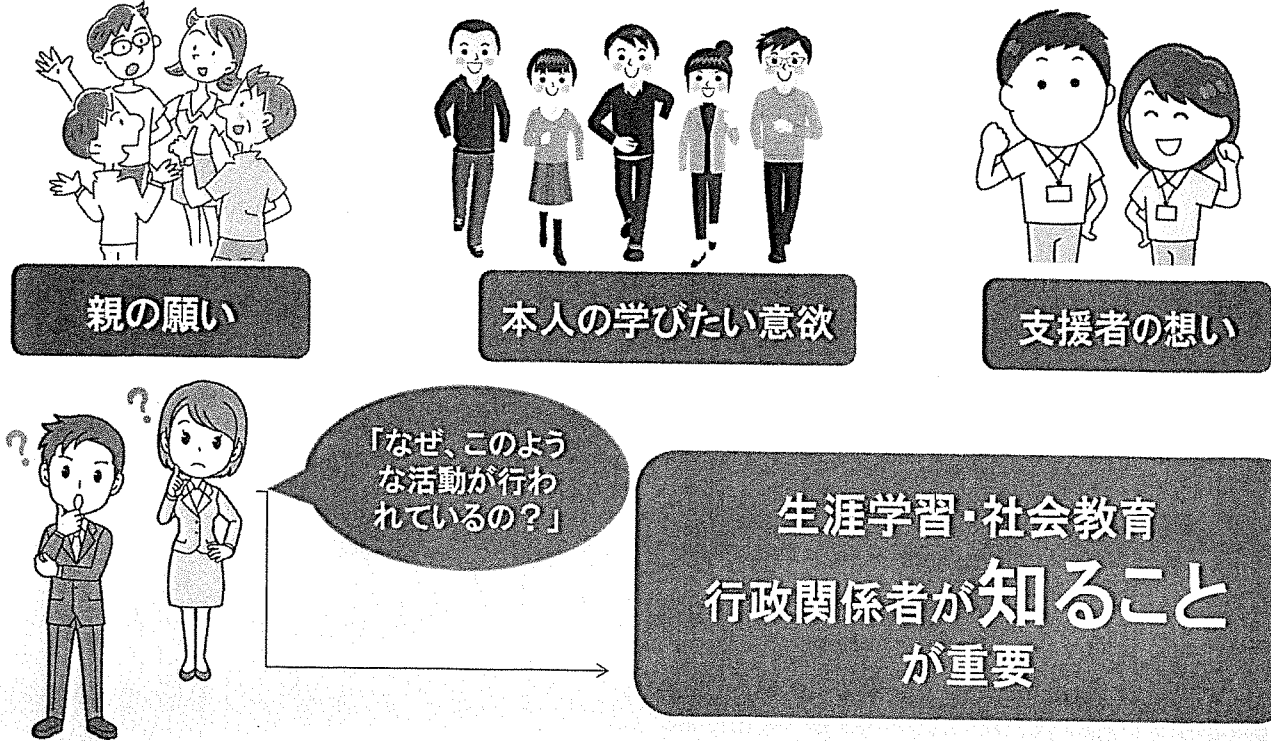 親の願い
本人の学びたい意欲
支援者の想い
?
?
「なぜ、このよう
な活動が行わ
れているの？」
生涯学習・社会教育
行政関係者が知ること
が重要